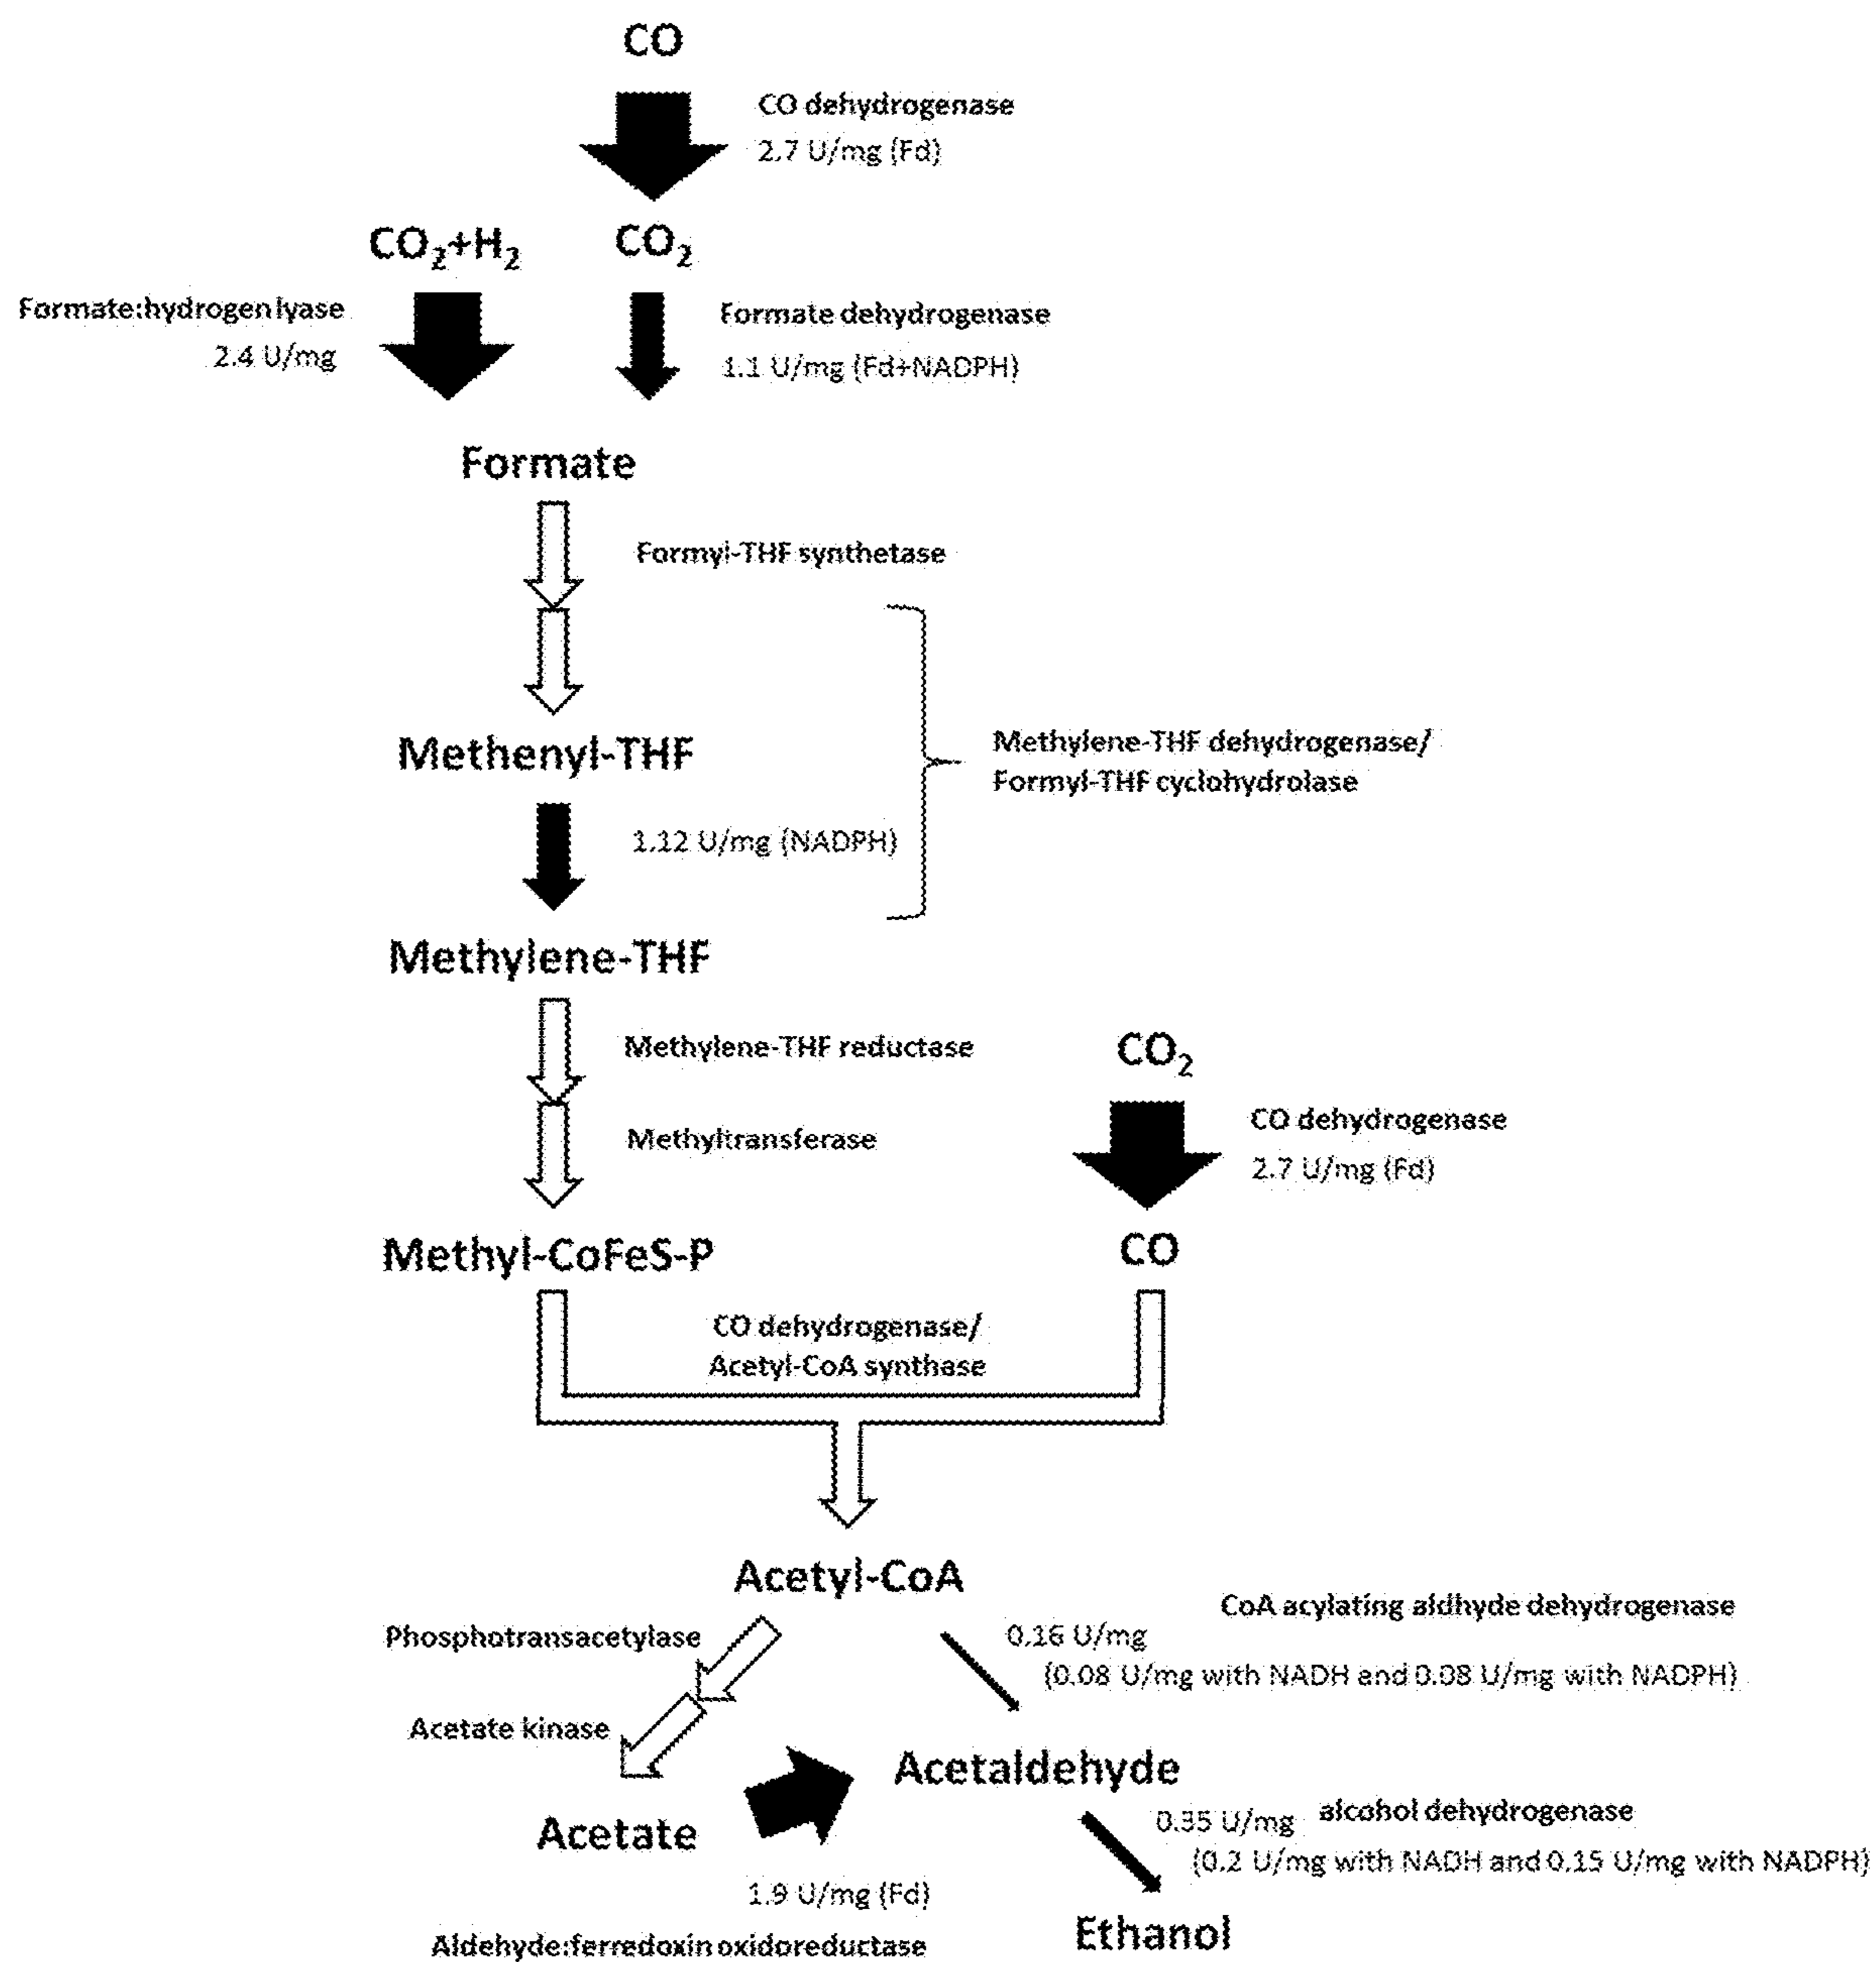 CO
CO dehydrogenase
2.7 U/mg (Fd)
CO₂+H₂
CO₂
Formate:hydrogen lyase
2.4 U/mg
Formate dehydrogenase
1.1 U/mg (Fd+NADPH)
Formate
Formyl-THF synthetase
Methenyl-THF
Methylene-THF dehydrogenase/
Formyl-THF cyclohydrolase
1.12 U/mg (NADPH)
Methylene-THF
Methylene-THF reductase
CO₂
Methyltransferase
CO dehydrogenase
2.7 U/mg (Fd)
Methyl-CoFeS-P
CO
CO dehydrogenase/
Acetyl-CoA synthase
Acetyl-CoA
Phosphotransacetylase
CoA acylating aldhyde dehydrogenase
0.16 U/mg
(0.08 U/mg with NADH and 0.08 U/mg with NADPH)
Acetate kinase
Acetaldehyde
Acetate
0.35 U/mg alcohol dehydrogenase
(0.2 U/mg with NADH and 0.15 U/mg with NADPH)
1.9 U/mg (Fd)
Aldehyde:ferredoxin oxidoreductase
Ethanol